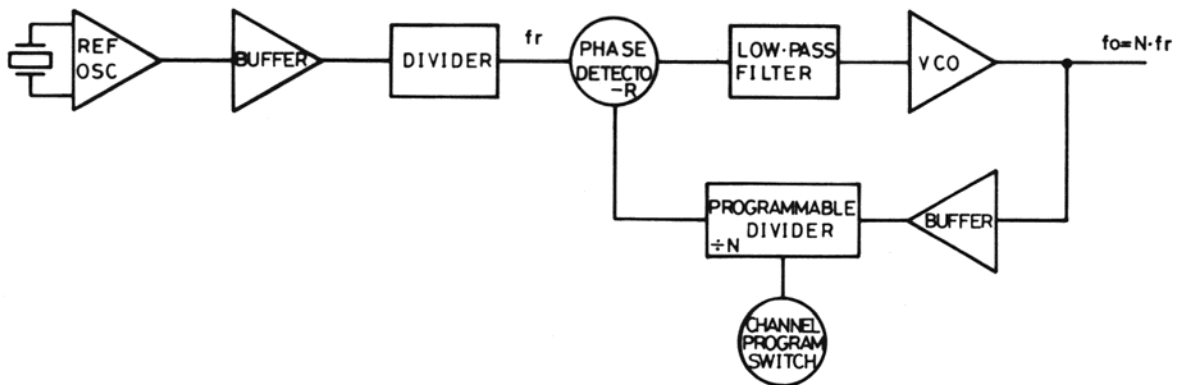 REF
OSC
BUFFER
DIVIDER
fr
PHASE
DETECTO
-R
LOW·PASS
FILTER
VCO
fo=N·fr
PROGRAMMABLE
DIVIDER
÷N
BUFFER
CHANNEL
PROGRAM
SWITCH